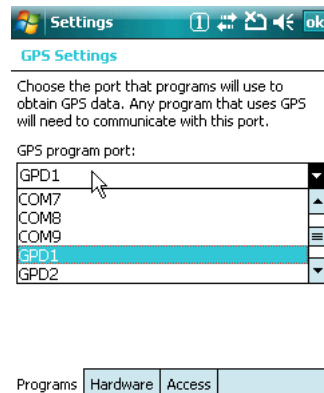 Settings 1 ok
GPS Settings
Choose the port that programs will use to
obtain GPS data. Any program that uses GPS
will need to communicate with this port.
GPS program port:
GPD1
COM7
COM8
COM9
GPD1
GPD2
Programs Hardware Access